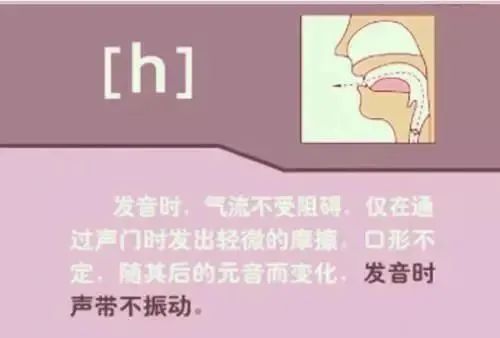 [h]
发音时，气流不受阻碍，仅在通
过声门时发出轻微的摩擦，口形不
定，随其后的元音而变化，发音时
声带不振动。